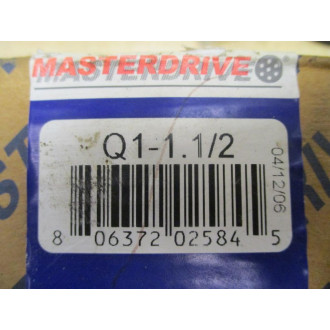 MASTERDRIVE
Q1-1.1/2
04/12/06
8 06372 02584 5